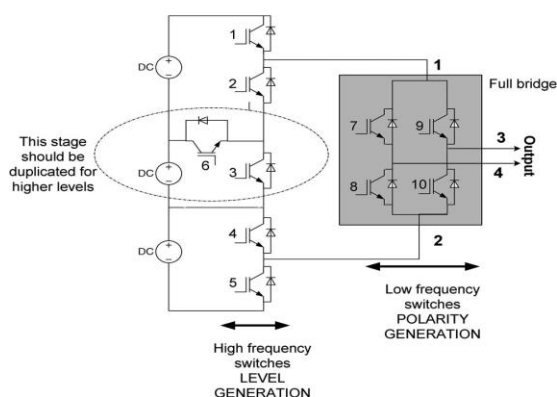 1
DC
2
1
Full bridge
7
9
This stage
should be
duplicated for
higher levels
6
3
DC
3
4
Output
8
10
4
2
DC
5
Low frequency
switches
POLARITY
GENERATION
High frequency
switches
LEVEL
GENERATION